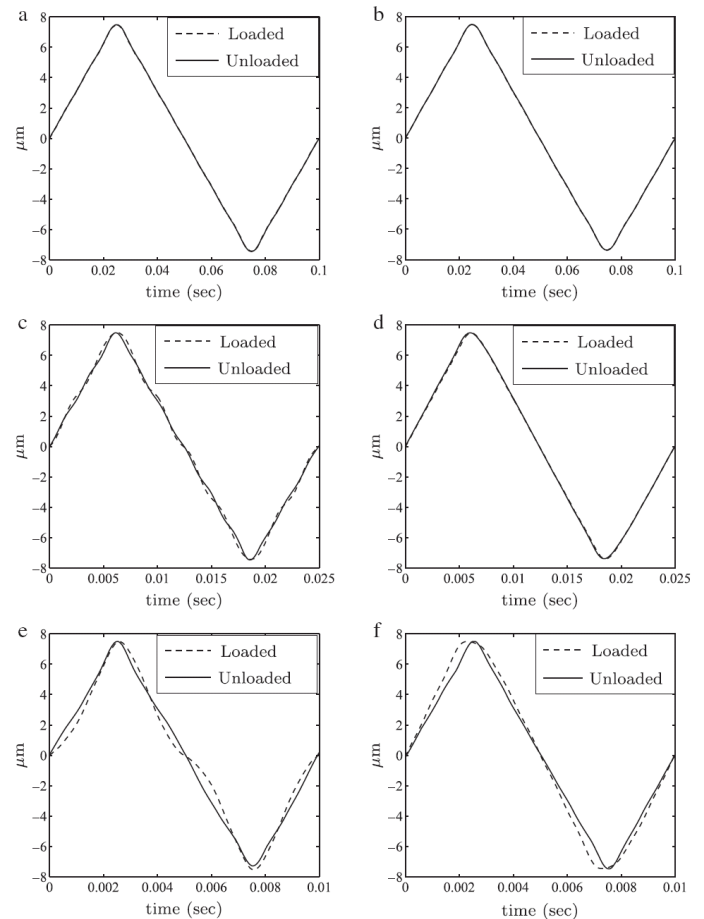 a
8
6
4
2
0
−2
−4
−6
−8
μm
Loaded
Unloaded
0 0.02 0.04 0.06 0.08 0.1
time (sec)
b
8
6
4
2
0
−2
−4
−6
−8
μm
Loaded
Unloaded
0 0.02 0.04 0.06 0.08 0.1
time (sec)
c
8
6
4
2
0
−2
−4
−6
−8
μm
Loaded
Unloaded
0 0.005 0.01 0.015 0.02 0.025
time (sec)
d
8
6
4
2
0
−2
−4
−6
−8
μm
Loaded
Unloaded
0 0.005 0.01 0.015 0.02 0.025
time (sec)
e
8
6
4
2
0
−2
−4
−6
−8
μm
Loaded
Unloaded
0 0.002 0.004 0.006 0.008 0.01
time (sec)
f
8
6
4
2
0
−2
−4
−6
−8
μm
Loaded
Unloaded
0 0.002 0.004 0.006 0.008 0.01
time (sec)